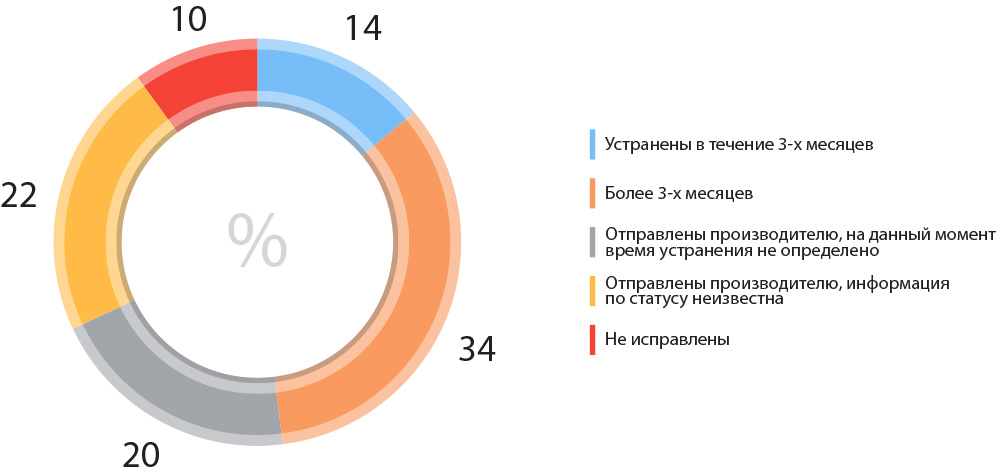 10
14
22
%
34
20
Устранены в течение 3-х месяцев
Более 3-х месяцев
Отправлены производителю, на данный момент
время устранения не определено
Отправлены производителю, информация
по статусу неизвестна
Не исправлены